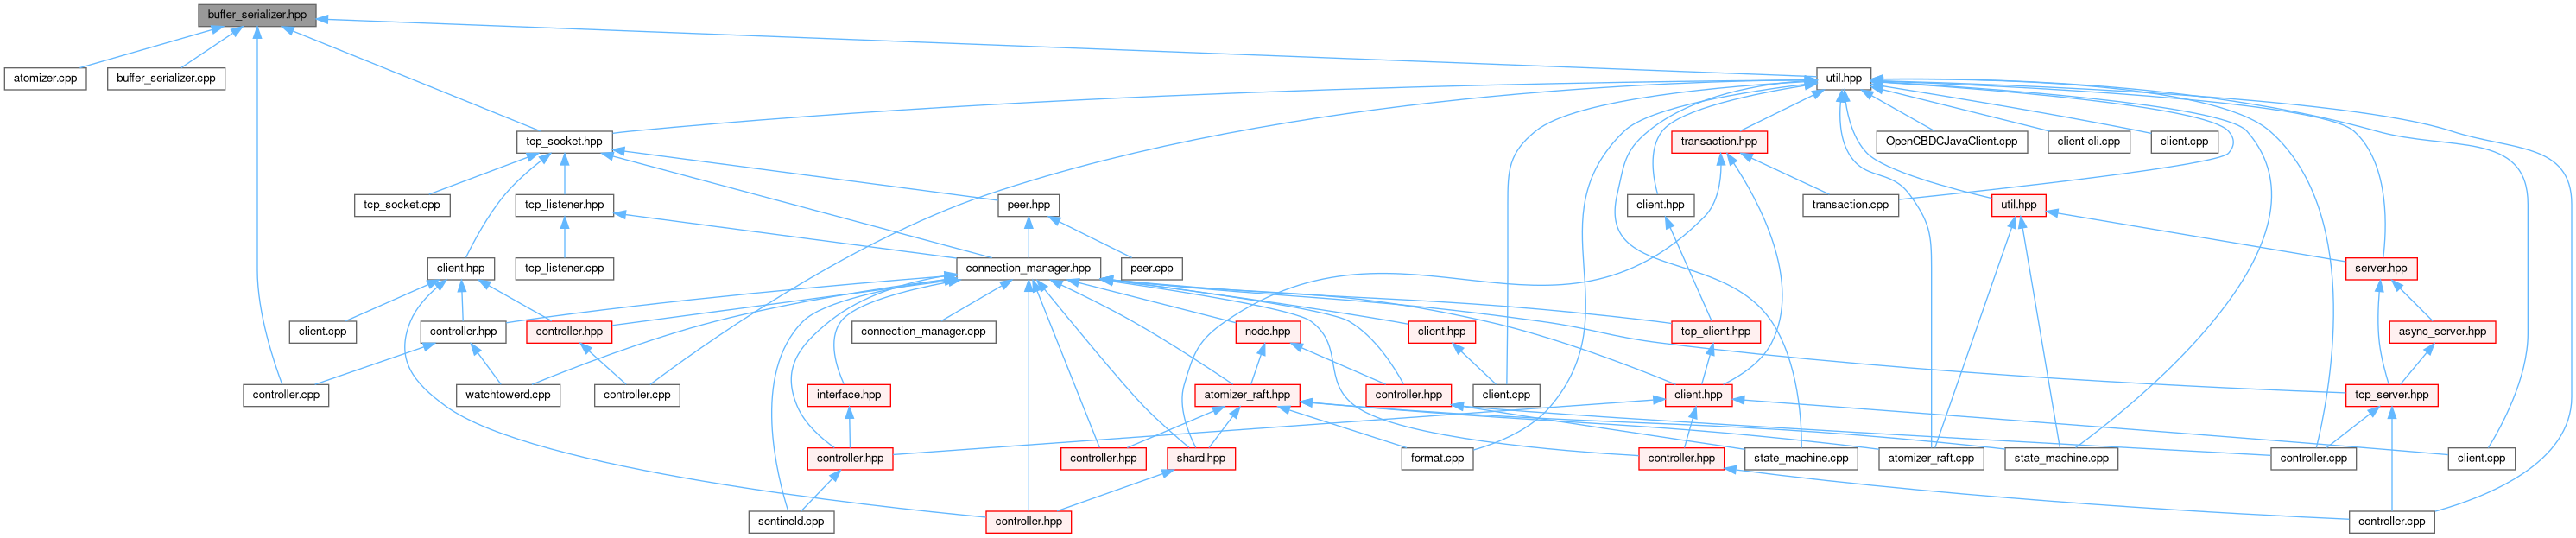 buffer_serializer.hpp
atomizer.cpp
buffer_serializer.cpp
util.hpp
tcp_socket.hpp
transaction.hpp
OpenCBDCJavaClient.cpp
client-cli.cpp
client.cpp
tcp_socket.cpp
tcp_listener.hpp
peer.hpp
client.hpp
transaction.cpp
util.hpp
client.hpp
tcp_listener.cpp
connection_manager.hpp
peer.cpp
server.hpp
client.cpp
controller.hpp
controller.hpp
connection_manager.cpp
node.hpp
client.hpp
tcp_client.hpp
async_server.hpp
controller.cpp
watchtowerd.cpp
controller.cpp
interface.hpp
atomizer_raft.hpp
controller.hpp
client.cpp
client.hpp
tcp_server.hpp
controller.hpp
controller.hpp
shard.hpp
format.cpp
controller.hpp
state_machine.cpp
atomizer_raft.cpp
state_machine.cpp
controller.cpp
client.cpp
sentineld.cpp
controller.hpp
controller.cpp